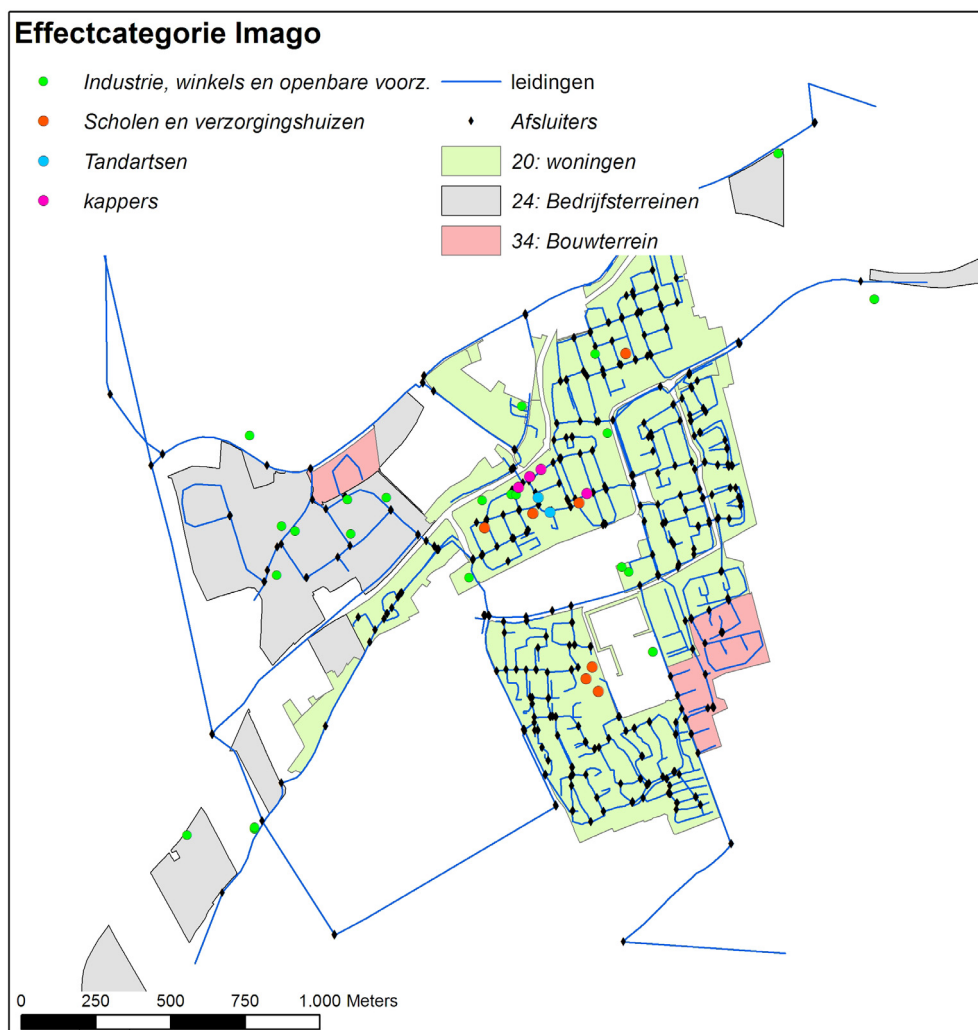 Effectcategorie Imago
Industrie, winkels en openbare voorz.
Scholen en verzorgingshuizen
Tandartsen
kappers
leidingen
Afsluiters
20: woningen
24: Bedrijfsterreinen
34: Bouwterrein
0 250 500 750 1.000 Meters